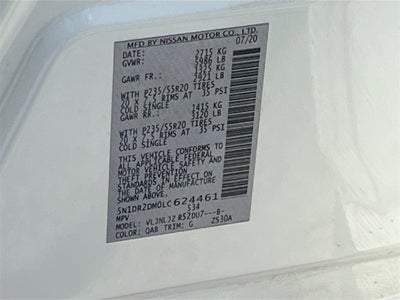 MFD BY NISSAN MOTOR CO., LTD.
DATE: 07/20
GVWR: 2715 KG
5986 LB
GAWR FR.: 1325 KG
2921 LB
WITH P235/55R20 TIRES
20 X 7.5 RIMS AT 35 PSI
COLD SINGLE
GAWR RR.: 1415 KG
3120 LB
WITH P235/55R20 TIRES
20 X 7.5 RIMS AT 35 PSI
COLD SINGLE
THIS VEHICLE CONFORMS TO
ALL APPLICABLE FEDERAL
MOTOR VEHICLE SAFETY
AND THEFT PREVENTION
STANDARDS IN EFFECT ON
THE DATE OF MANUFACTURE
SHOWN ABOVE.
5N1DR2DM0LC624461
MPV 534
MODEL: VLJNLJZ R52DU7---B-
COLOR: QAB TRIM: G Z530A